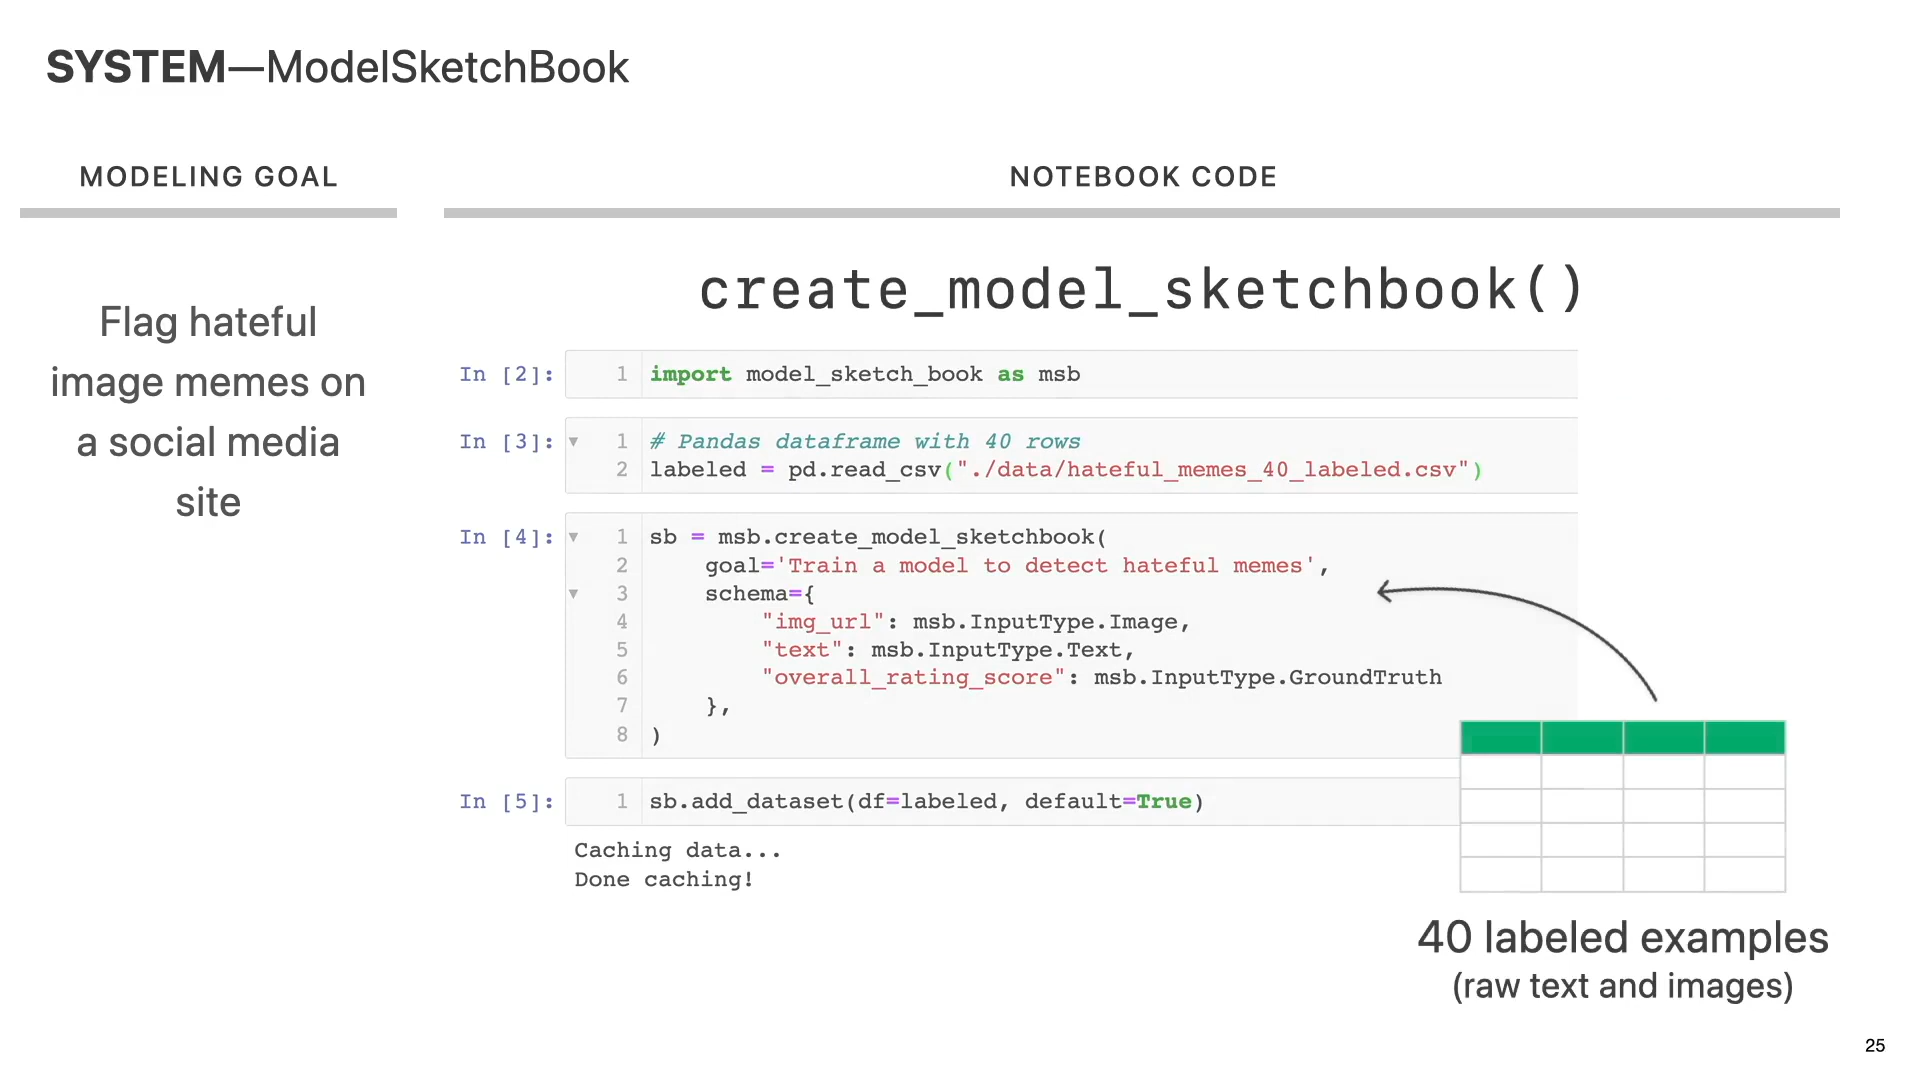 SYSTEM—ModelSketchBook
MODELING GOAL
Flag hateful
image memes on
a social media
site
NOTEBOOK CODE
create_model_sketchbook()
In [2]:
1 import model_sketch_book as msb
In [3]:
1 # Pandas dataframe with 40 rows
2 labeled = pd.read_csv("./data/hateful_memes_40_labeled.csv")
In [4]:
1 sb = msb.create_model_sketchbook(
2     goal='Train a model to detect hateful memes',
3     schema={
4         "img_url": msb.InputType.Image,
5         "text": msb.InputType.Text,
6         "overall_rating_score": msb.InputType.GroundTruth
7     },
8 )
In [5]:
1 sb.add_dataset(df=labeled, default=True)
Caching data...
Done caching!
40 labeled examples
(raw text and images)
25